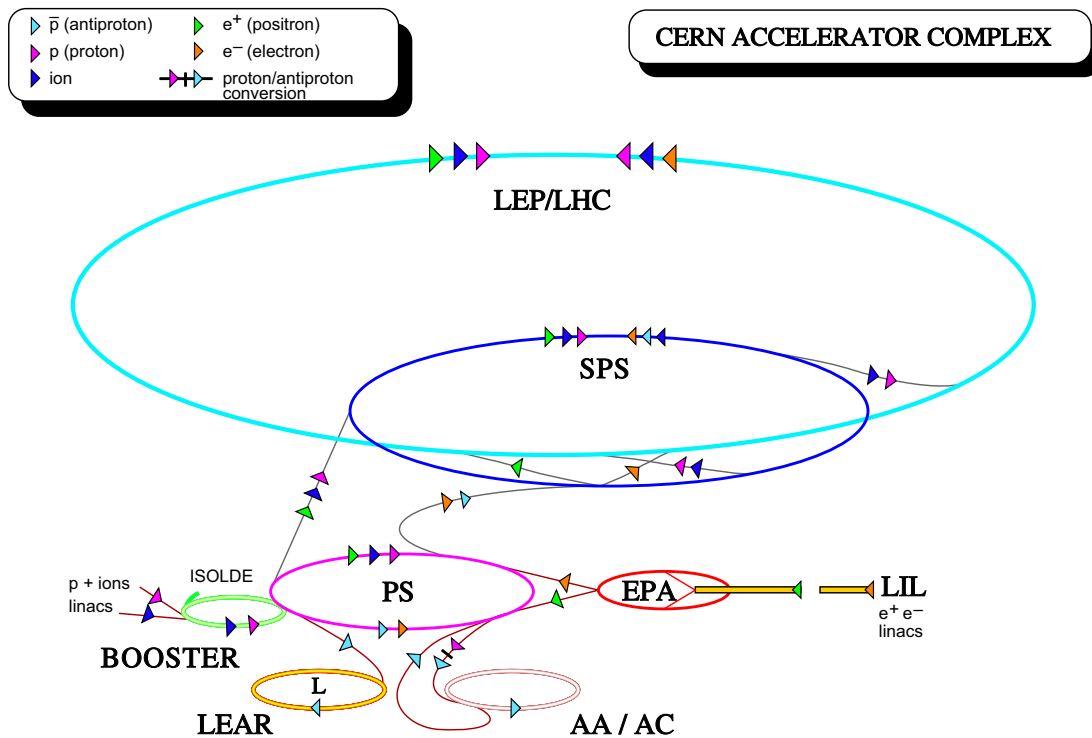 p̅ (antiproton)
p (proton)
ion
e⁺ (positron)
e⁻ (electron)
proton/antiproton
conversion
CERN ACCELERATOR COMPLEX
LEP/LHC
SPS
p + ions
linacs
ISOLDE
PS
EPA
LIL
e⁺ e⁻
linacs
BOOSTER
L
LEAR
AA / AC